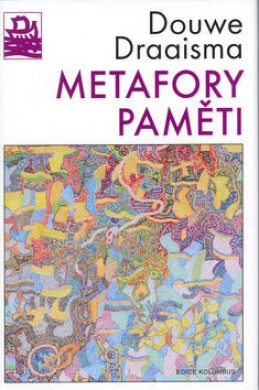 Douwe
Draaisma
METAFORY
PAMĚTI
EDICE KOLUMBUS